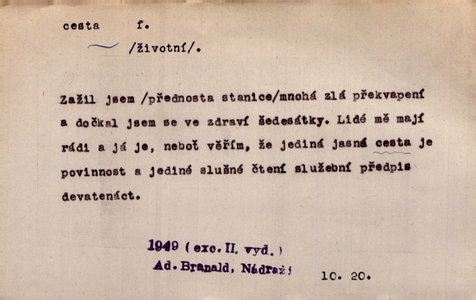 cesta f.
/životní/.
Zažil jsem /přednosta stanice/mnohá zlá překvapení
a dočkal jsem se ve zdraví šedesátky. Lidé mě mají
rádi a já je, neboť věřím, že jediná jasná cesta je
povinnost a jediné slušné čtení služební předpis
devatenáct.
1949 (exc. II. vyd.)
Ad. Branald, Nádraží
10. 20.